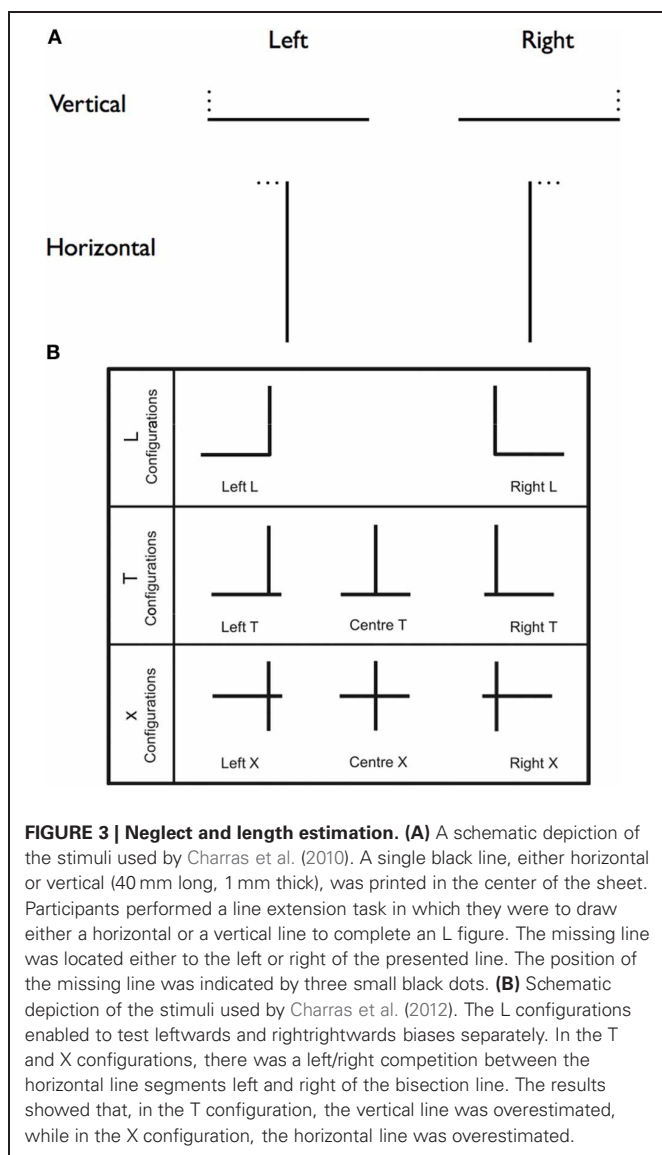 A
Left Right
Vertical
Horizontal
B
L
Configurations
Left L Right L
T
Configurations
Left T Centre T Right T
X
Configurations
Left X Centre X Right X
FIGURE 3 | Neglect and length estimation. (A) A schematic depiction of
the stimuli used by Charras et al. (2010). A single black line, either horizontal
or vertical (40 mm long, 1 mm thick), was printed in the center of the sheet.
Participants performed a line extension task in which they were to draw
either a horizontal or a vertical line to complete an L figure. The missing line
was located either to the left or right of the presented line. The position of
the missing line was indicated by three small black dots. (B) Schematic
depiction of the stimuli used by Charras et al. (2012). The L configurations
enabled to test leftwards and rightrightwards biases separately. In the T
and X configurations, there was a left/right competition between the
horizontal line segments left and right of the bisection line. The results
showed that, in the T configuration, the vertical line was overestimated,
while in the X configuration, the horizontal line was overestimated.